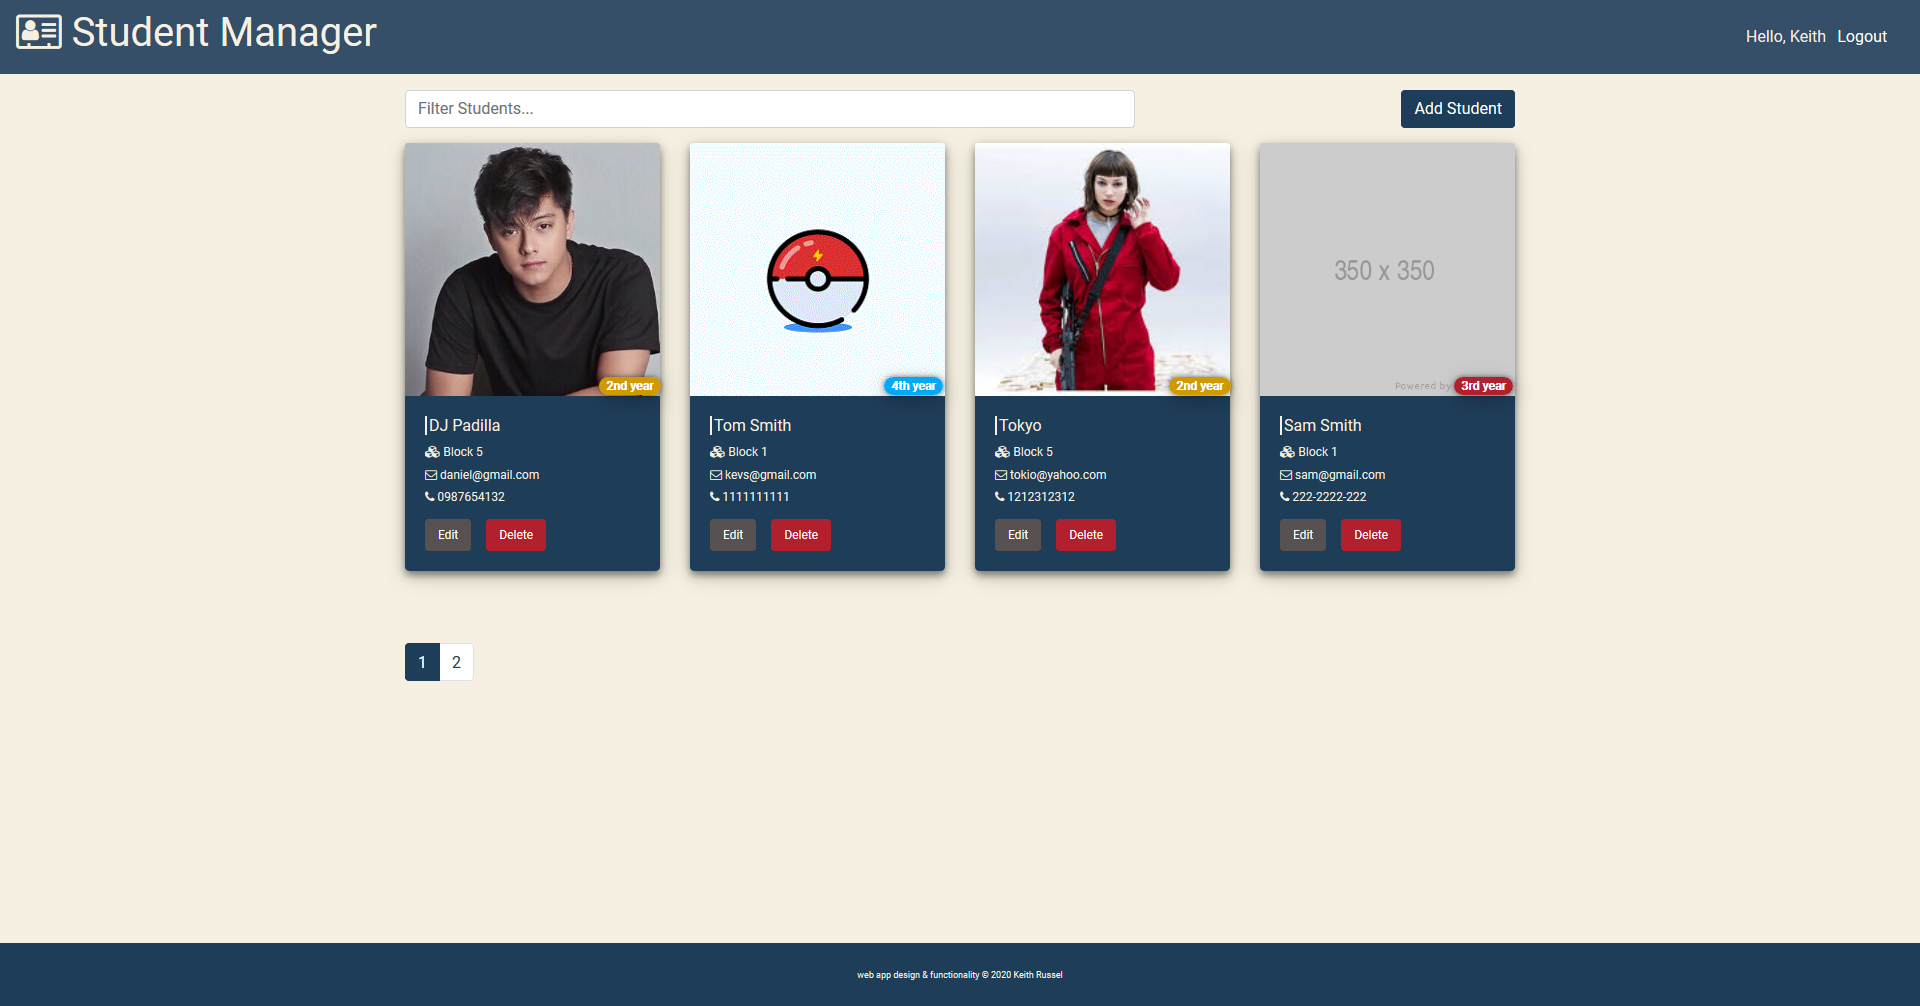 Student Manager
Hello, Keith Logout
Filter Students...
Add Student
350 x 350
Powered by
2nd year
4th year
2nd year
3rd year
DJ Padilla
Block 5
daniel@gmail.com
0987654132
Edit Delete
Tom Smith
Block 1
kevs@gmail.com
1111111111
Edit Delete
Tokyo
Block 5
tokio@yahoo.com
1212312312
Edit Delete
Sam Smith
Block 1
sam@gmail.com
222-2222-222
Edit Delete
1 2
web app design & functionality © 2020 Keith Russel